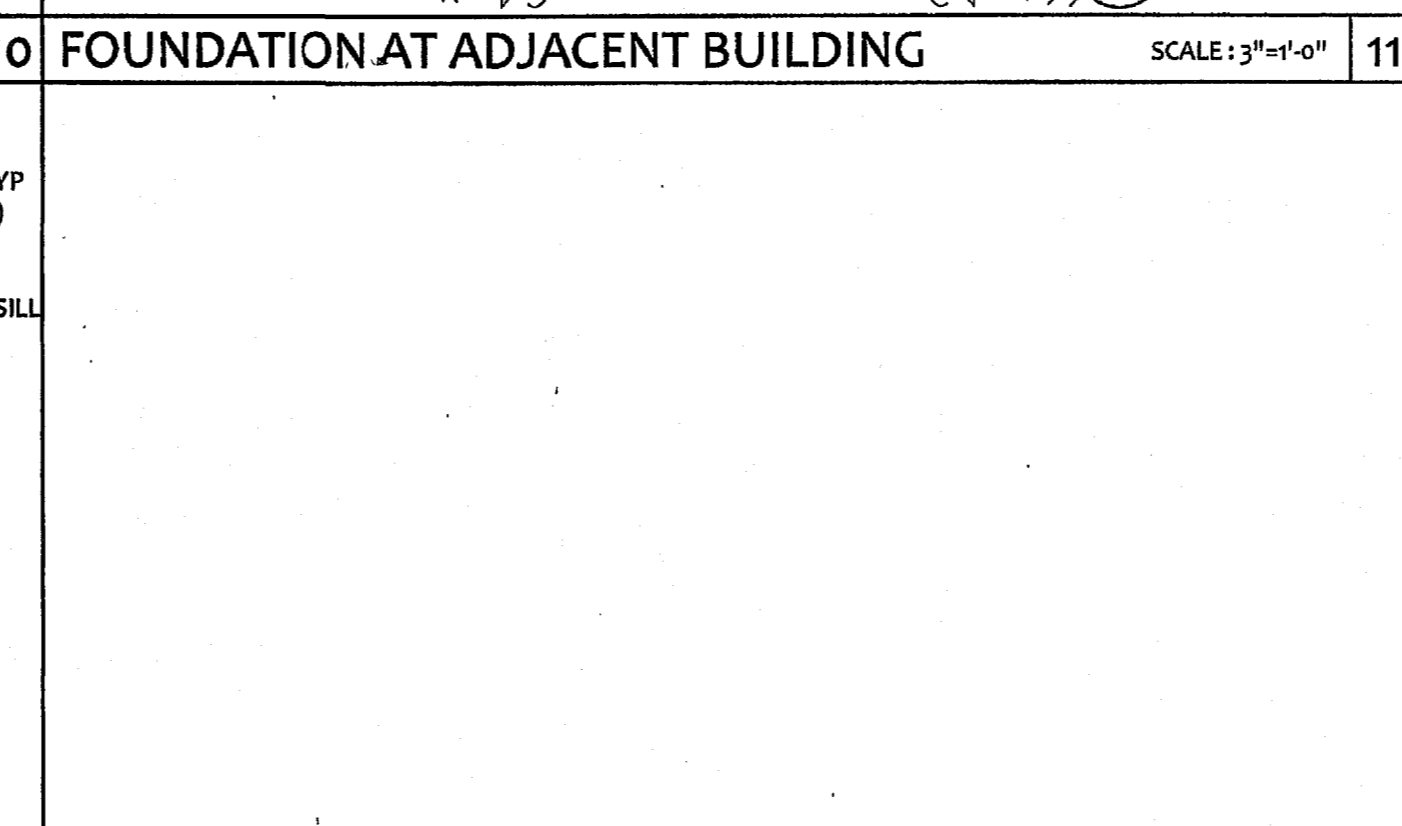 0 FOUNDATION AT ADJACENT BUILDING SCALE : 3"=1'-0" 11
YP
)
SILL